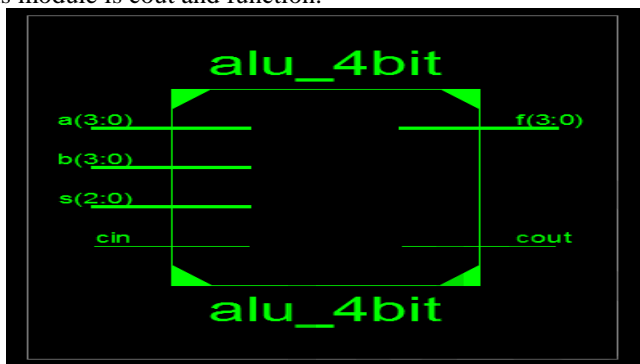 s module is cout and function.
alu_4bit
a(3:0)
f(3:0)
b(3:0)
s(2:0)
cin
cout
alu_4bit